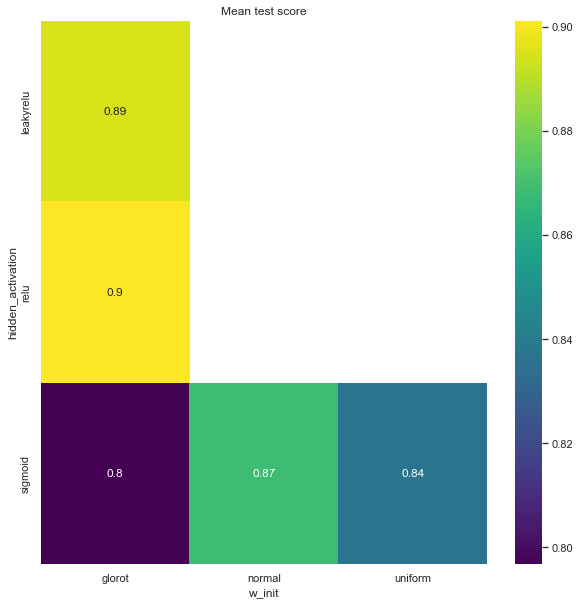 Mean test score
hidden_activation
leakyrelu
relu
sigmoid
0.89
0.9
0.8 0.87 0.84
glorot normal uniform
w_init
0.90
0.88
0.86
0.84
0.82
0.80